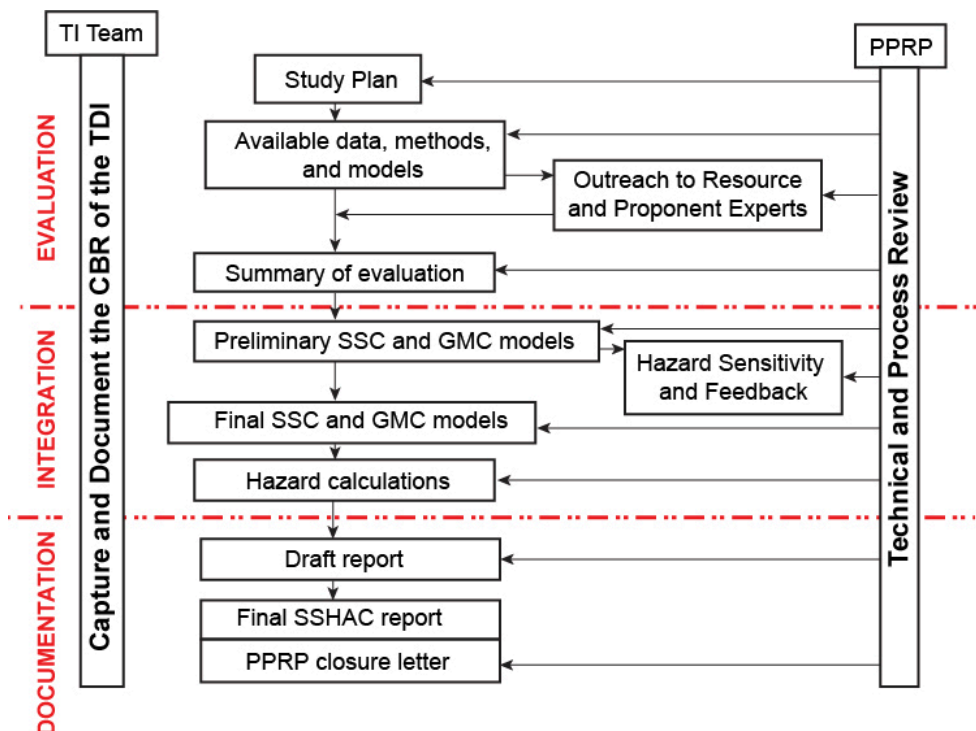 TI Team
PPRP
Capture and Document the CBR of the TDI
Technical and Process Review
EVALUATION
Study Plan
Available data, methods,
and models
Outreach to Resource
and Proponent Experts
Summary of evaluation
INTEGRATION
Preliminary SSC and GMC models
Hazard Sensitivity
and Feedback
Final SSC and GMC models
Hazard calculations
DOCUMENTATION
Draft report
Final SSHAC report
PPRP closure letter